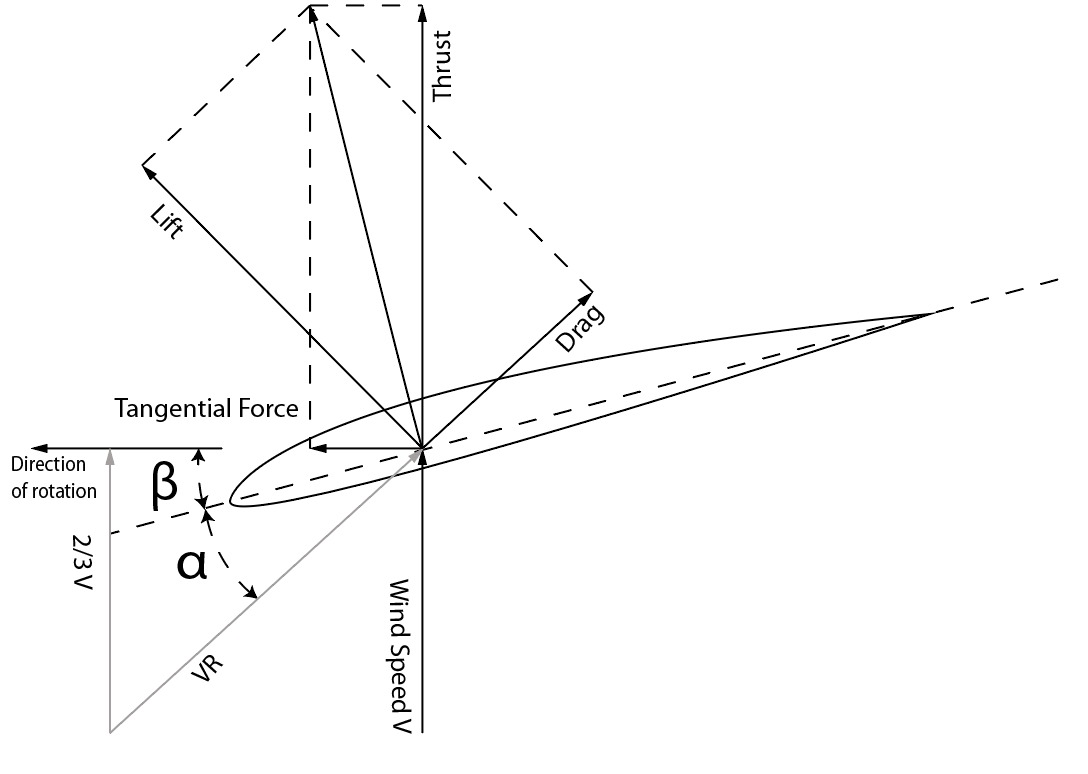 Thrust
Lift
Drag
Tangential Force
Direction
of rotation
β
2/3 V
α
Wind Speed V
VR